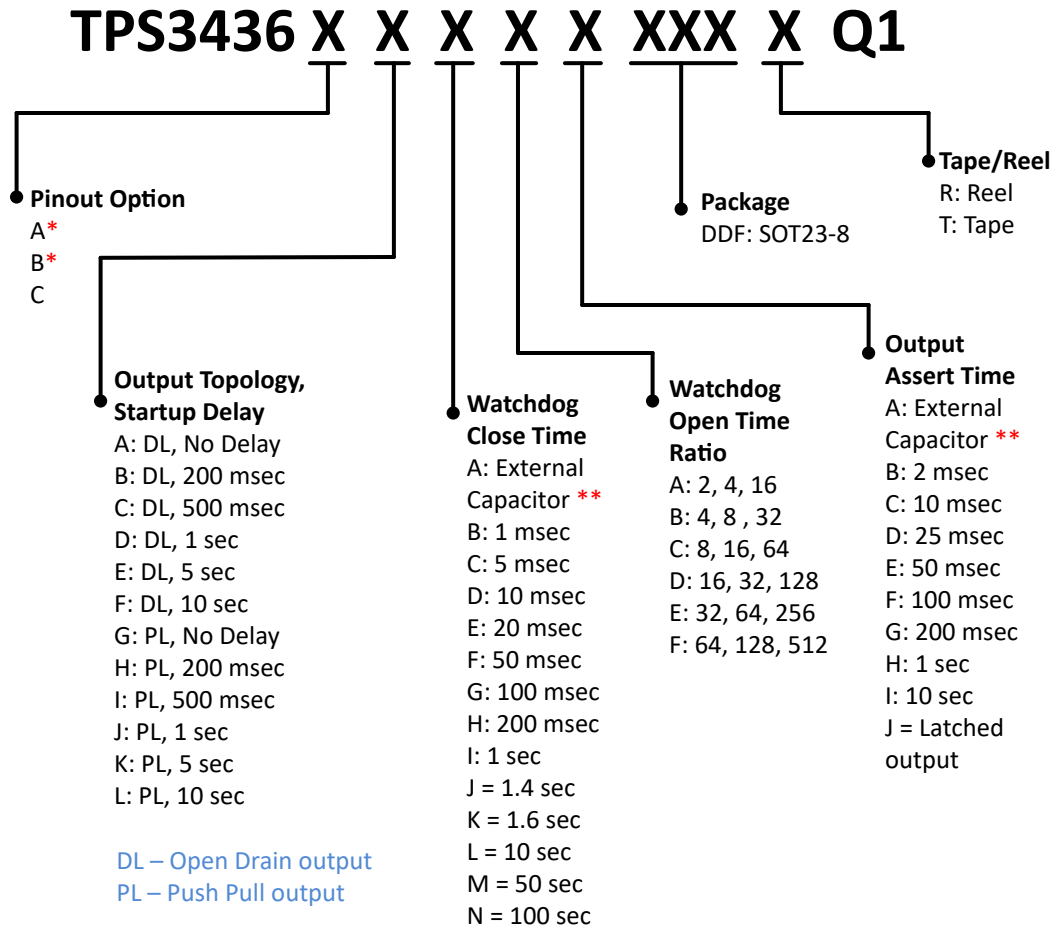 TPS3436 X X X X X XXX X Q1
Pinout Option
A*
B*
C
Output Topology,
Startup Delay
A: DL, No Delay
B: DL, 200 msec
C: DL, 500 msec
D: DL, 1 sec
E: DL, 5 sec
F: DL, 10 sec
G: PL, No Delay
H: PL, 200 msec
I: PL, 500 msec
J: PL, 1 sec
K: PL, 5 sec
L: PL, 10 sec
DL – Open Drain output
PL – Push Pull output
Watchdog
Close Time
A: External
Capacitor **
B: 1 msec
C: 5 msec
D: 10 msec
E: 20 msec
F: 50 msec
G: 100 msec
H: 200 msec
I: 1 sec
J = 1.4 sec
K = 1.6 sec
L = 10 sec
M = 50 sec
N = 100 sec
Watchdog
Open Time
Ratio
A: 2, 4, 16
B: 4, 8 , 32
C: 8, 16, 64
D: 16, 32, 128
E: 32, 64, 256
F: 64, 128, 512
Output
Assert Time
A: External
Capacitor **
B: 2 msec
C: 10 msec
D: 25 msec
E: 50 msec
F: 100 msec
G: 200 msec
H: 1 sec
I: 10 sec
J = Latched
output
Package
DDF: SOT23-8
Tape/Reel
R: Reel
T: Tape